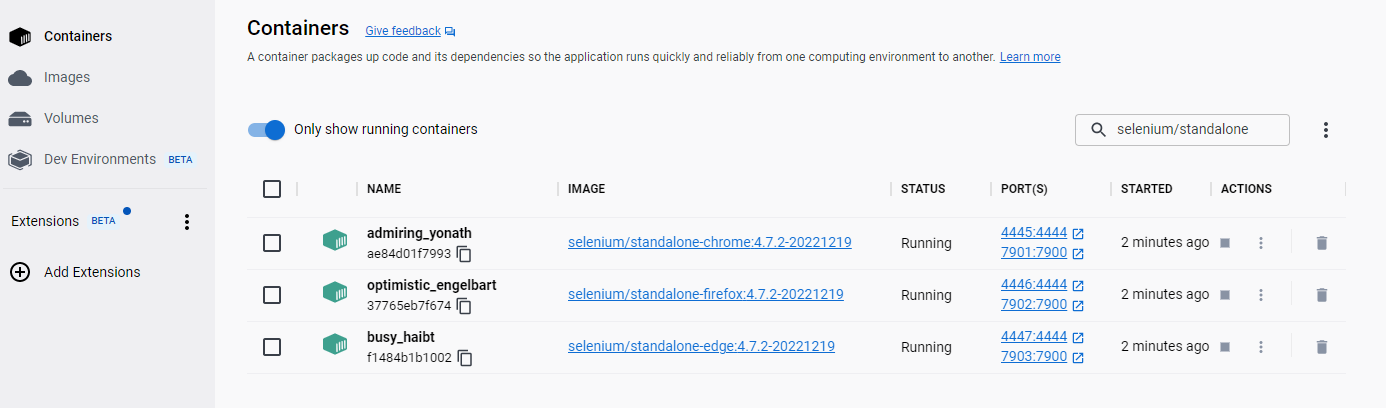 Containers
Images
Volumes
Dev Environments BETA
Extensions BETA
Add Extensions
Containers Give feedback
A container packages up code and its dependencies so the application runs quickly and reliably from one computing environment to another. Learn more
Only show running containers
selenium/standalone
NAME IMAGE STATUS PORT(S) STARTED ACTIONS
admiring_yonath
ae84d01f7993
selenium/standalone-chrome:4.7.2-20221219
Running
4445:4444
7901:7900
2 minutes ago
optimistic_engelbart
37765eb7f674
selenium/standalone-firefox:4.7.2-20221219
Running
4446:4444
7902:7900
2 minutes ago
busy_haibt
f1484b1b1002
selenium/standalone-edge:4.7.2-20221219
Running
4447:4444
7903:7900
2 minutes ago